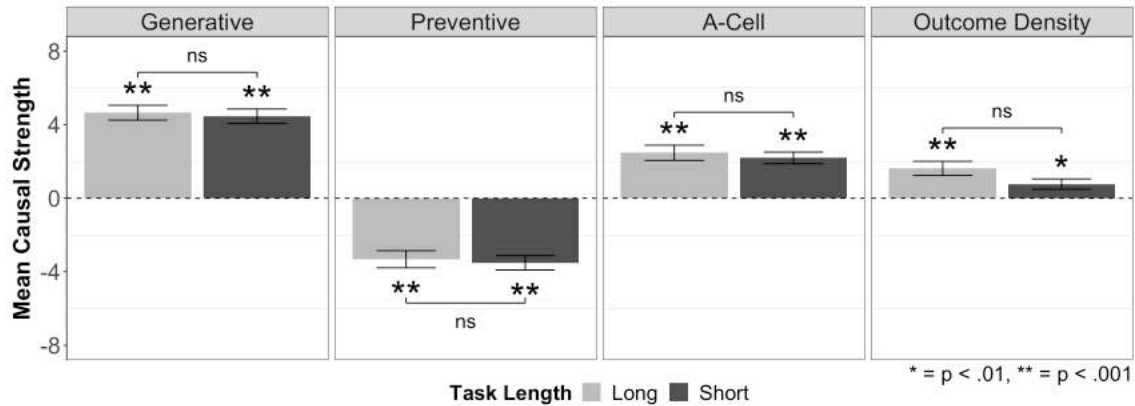 Generative Preventive A-Cell Outcome Density
Mean Causal Strength
8
4
0
-4
-8
ns
** **
** **
ns
ns
** **
ns
** *
* = p < .01, ** = p < .001
Task Length Long Short